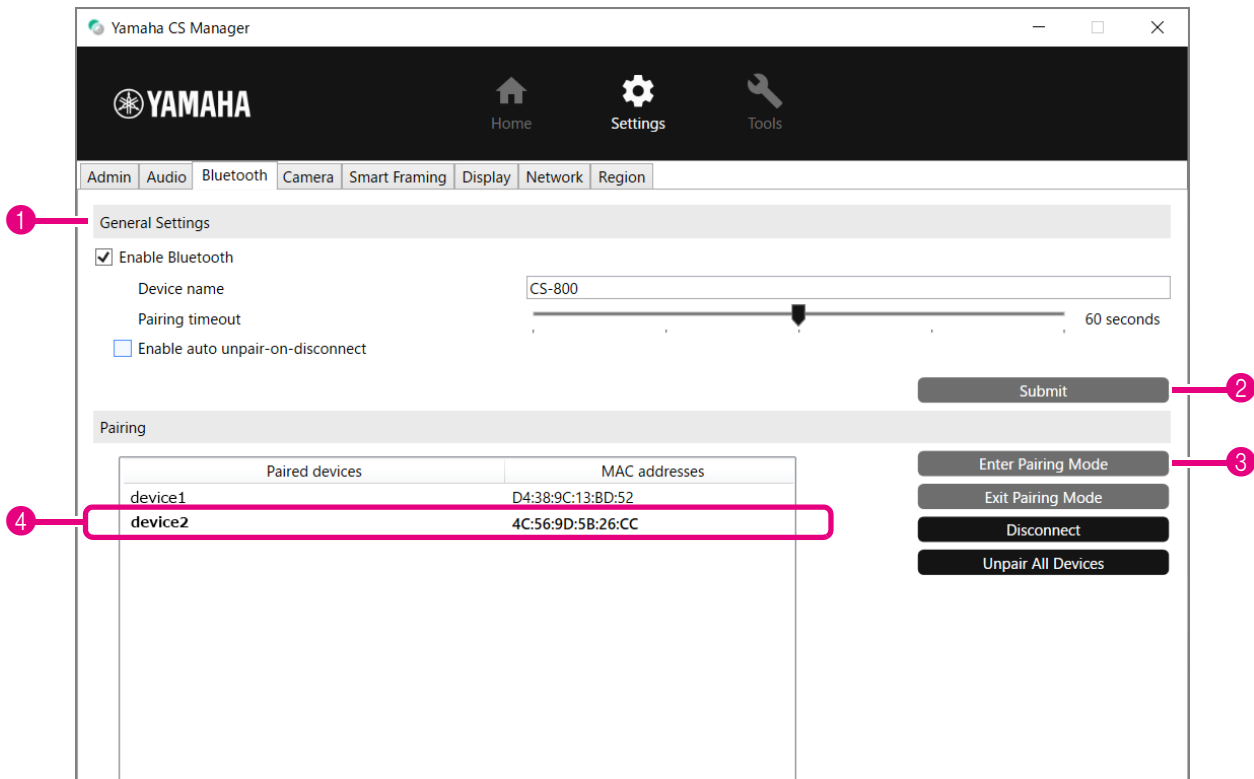 Yamaha CS Manager
YAMAHA
Home Settings Tools
Admin Audio Bluetooth Camera Smart Framing Display Network Region
1 General Settings
Enable Bluetooth
Device name CS-800
Pairing timeout 60 seconds
Enable auto unpair-on-disconnect
Submit 2
Pairing
Paired devices MAC addresses Enter Pairing Mode 3
device1 D4:38:9C:13:BD:52 Exit Pairing Mode
4 device2 4C:56:9D:5B:26:CC Disconnect
Unpair All Devices